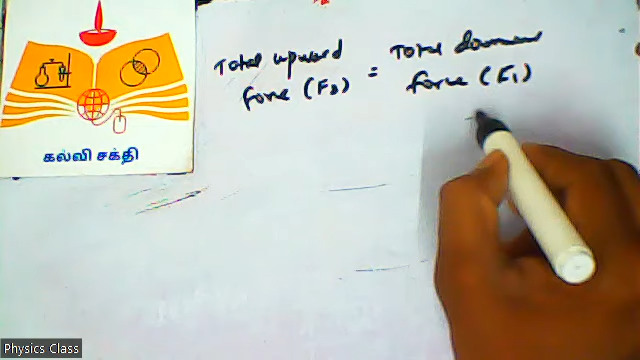 Total upward = Total downward
force (F2) force (F1)
கல்வி சக்தி
Physics Class